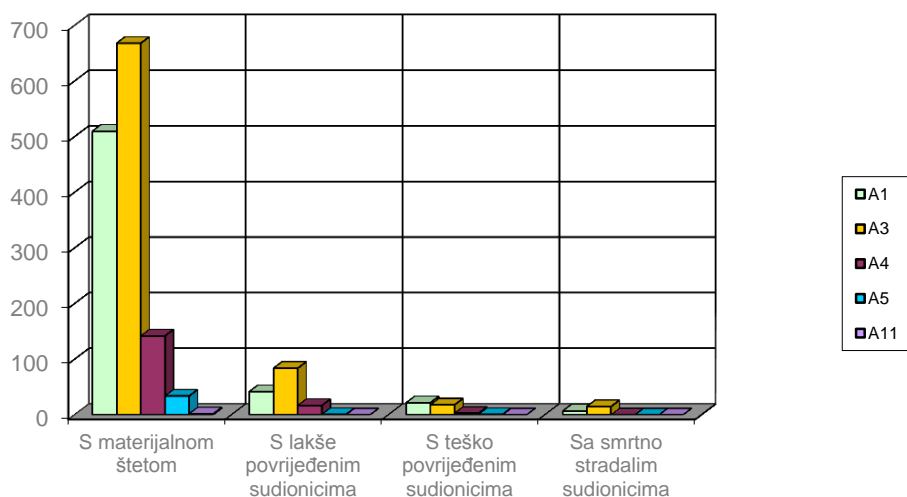 700
600
500
400
300
200
100
0
S materijalnom
štetom
S lakše
povrijeđenim
sudionicima
S teško
povrijeđenim
sudionicima
Sa smrtno
stradalim
sudionicima
A1
A3
A4
A5
A11